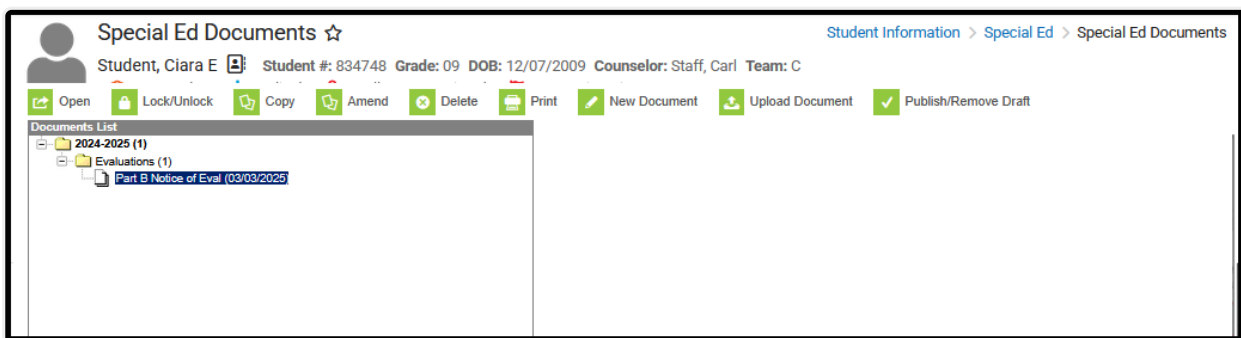 Special Ed Documents
Student Information > Special Ed > Special Ed Documents
Student, Ciara E Student #: 834748 Grade: 09 DOB: 12/07/2009 Counselor: Staff, Carl Team: C
Open Lock/Unlock Copy Amend Delete Print New Document Upload Document Publish/Remove Draft
Documents List
2024-2025 (1)
Evaluations (1)
Part B Notice of Eval (03/03/2025)